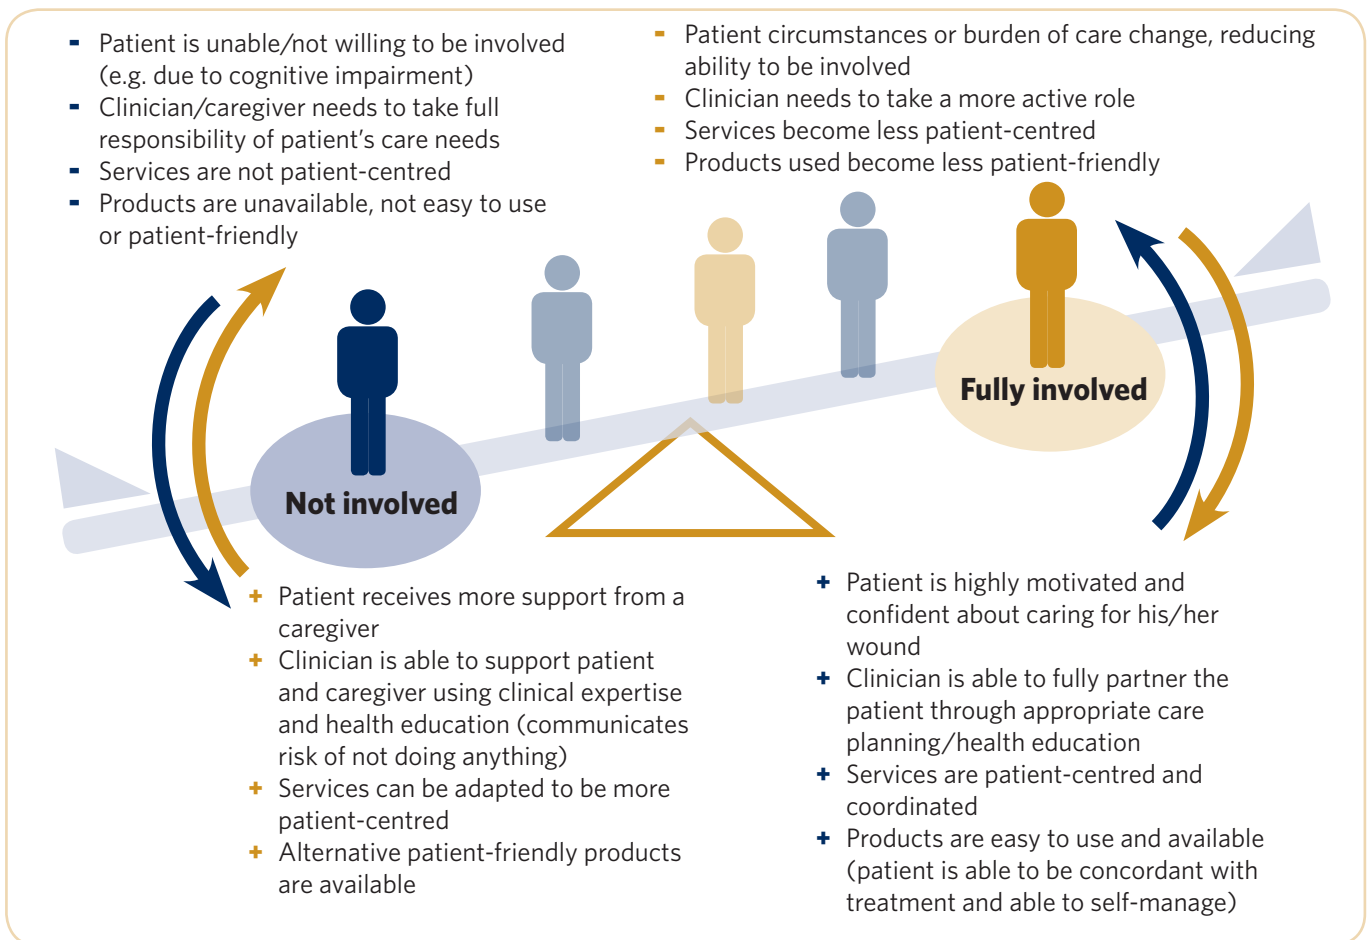 - Patient is unable/not willing to be involved
(e.g. due to cognitive impairment)
- Clinician/caregiver needs to take full
responsibility of patient's care needs
- Services are not patient-centred
- Products are unavailable, not easy to use
or patient-friendly
- Patient circumstances or burden of care change, reducing
ability to be involved
- Clinician needs to take a more active role
- Services become less patient-centred
- Products used become less patient-friendly
Not involved
Fully involved
+ Patient receives more support from a
caregiver
+ Clinician is able to support patient
and caregiver using clinical expertise
and health education (communicates
risk of not doing anything)
+ Services can be adapted to be more
patient-centred
+ Alternative patient-friendly products
are available
+ Patient is highly motivated and
confident about caring for his/her
wound
+ Clinician is able to fully partner the
patient through appropriate care
planning/health education
+ Services are patient-centred and
coordinated
+ Products are easy to use and available
(patient is able to be concordant with
treatment and able to self-manage)